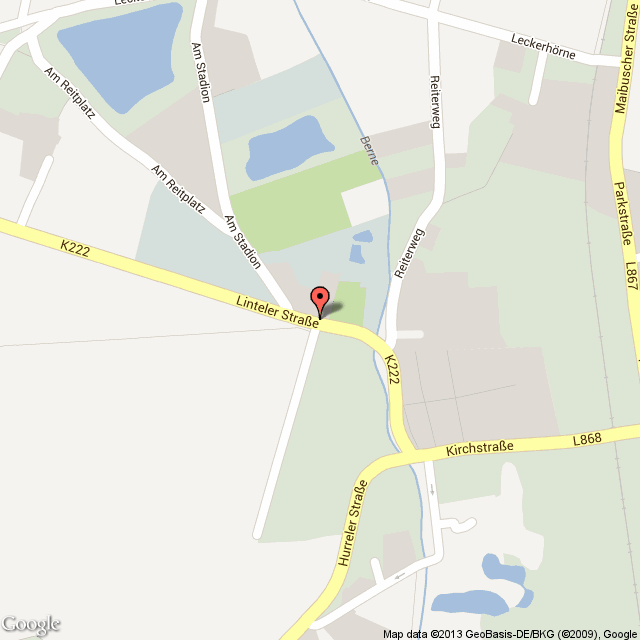 Leckerhörne
Maibuscher Straße
Am Stadion
Am Reitplatz
Reiterweg
Berne
Am Reitplatz
Parkstraße
Am Stadion
K222
Reiterweg
L867
Linteler Straße
K222
Kirchstraße
L868
Hurreler Straße
Google
Map data ©2013 GeoBasis-DE/BKG (©2009), Google